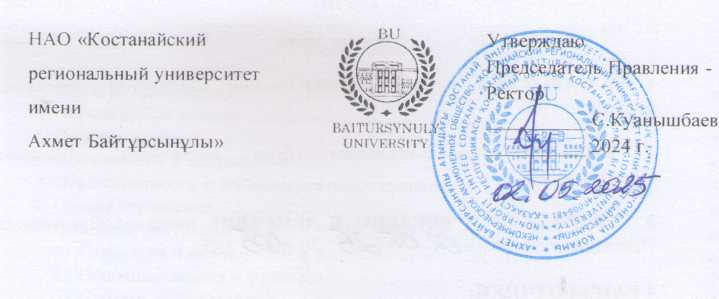 НАО «Костанайский
региональный университет
имени
Ахмет Байтұрсынұлы»
BU
BAITURSYNULY
UNIVERSITY
Утверждаю
Председатель Правления -
Ректор
С.Куанышбаев
2024 г.
02.05.2025
BU